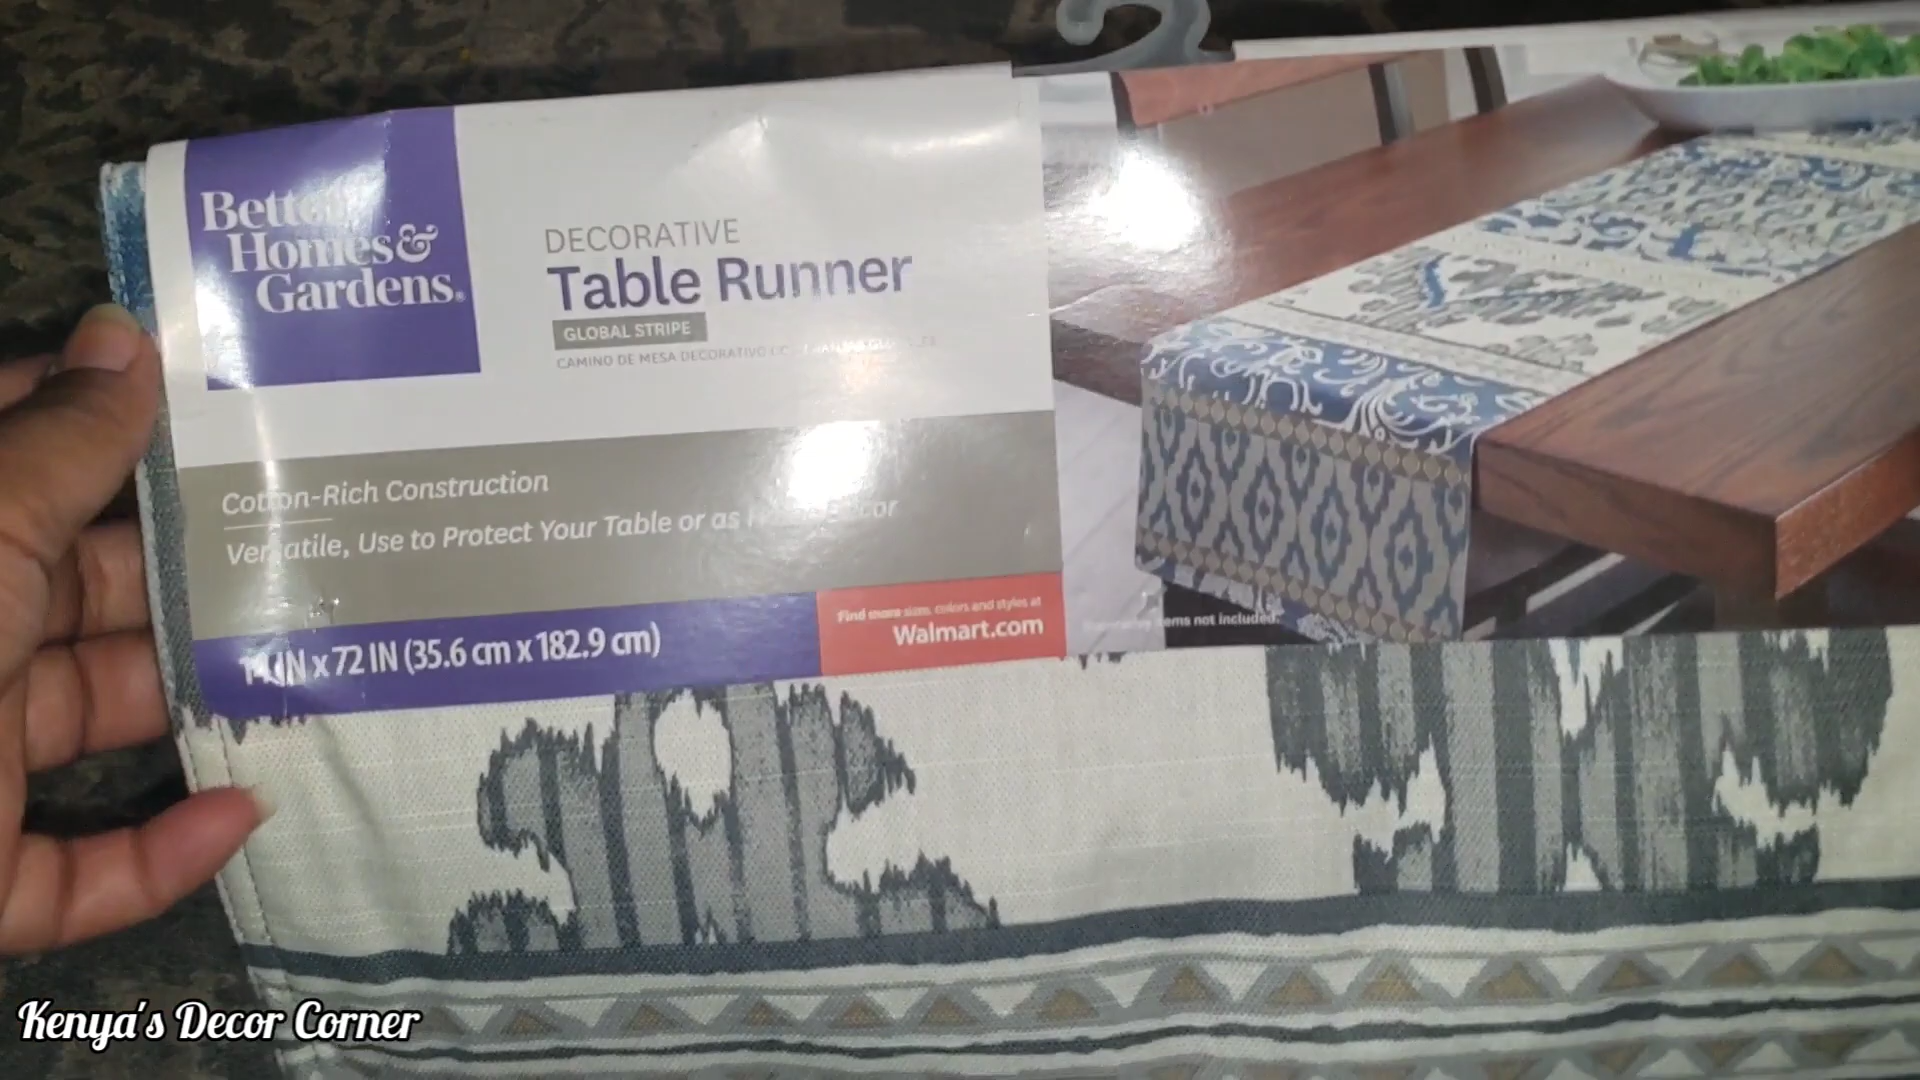 Better
Homes &
Gardens®
DECORATIVE
Table Runner
GLOBAL STRIPE
CAMINO DE MESA DECORATIVO
Cotton-Rich Construction
Versatile, Use to Protect Your Table or as
14 IN x 72 IN (35.6 cm x 182.9 cm)
Find more sizes, colors and styles at
Walmart.com
items not included.
Kenya's Decor Corner